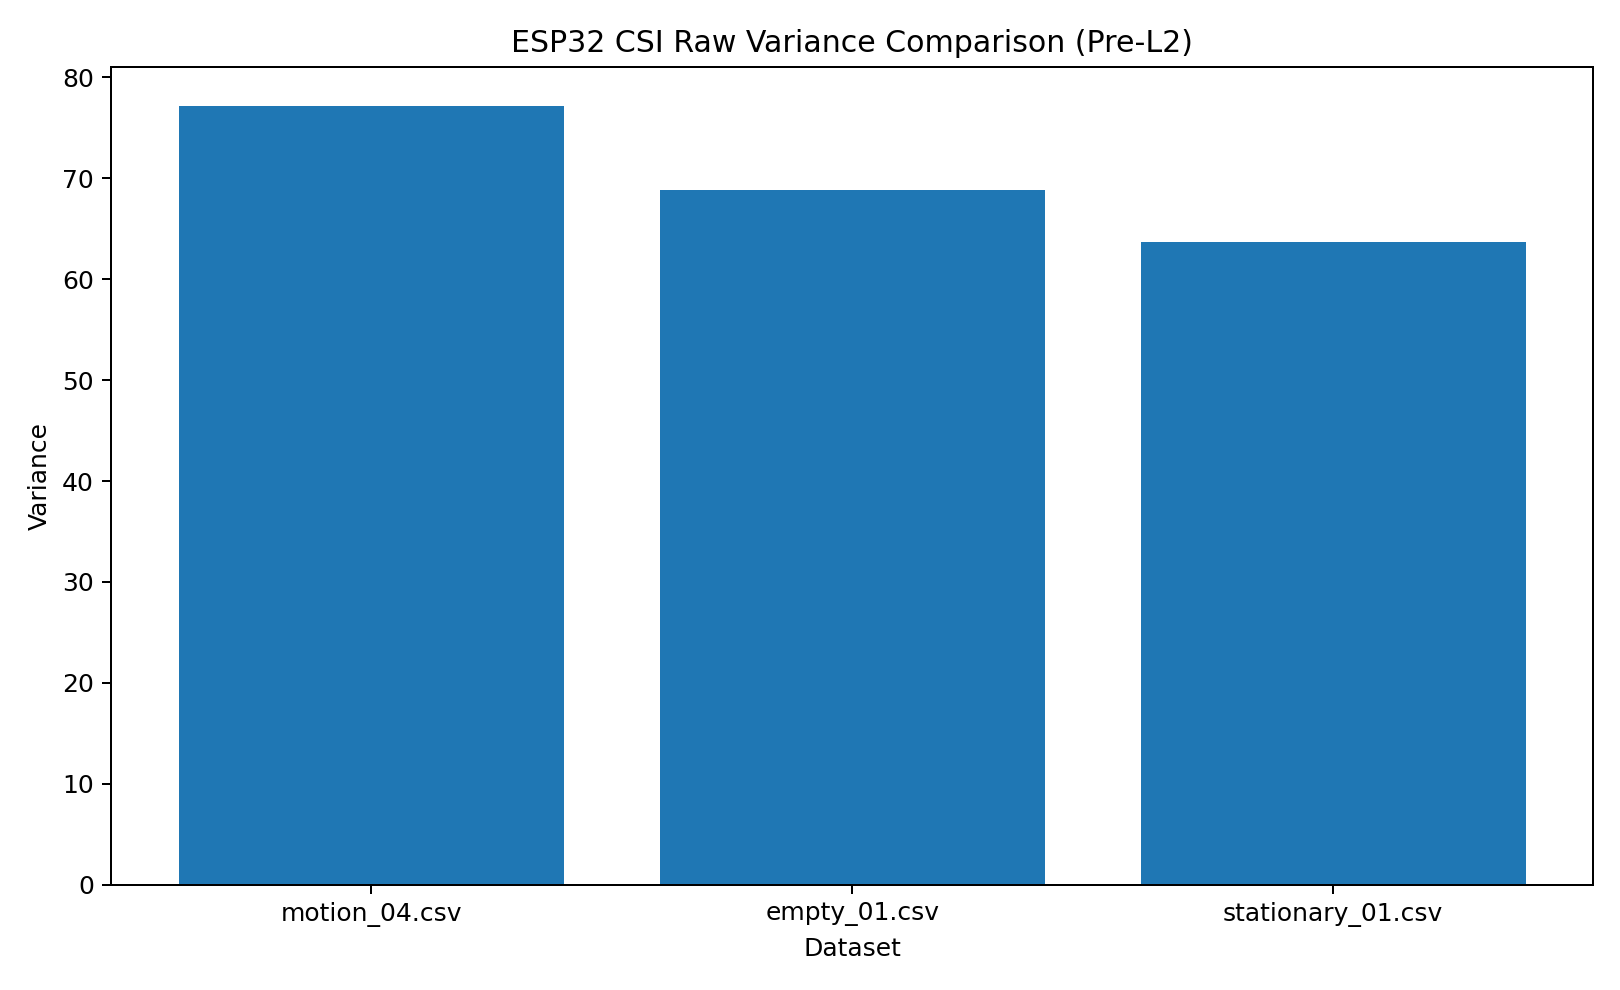 ESP32 CSI Raw Variance Comparison (Pre-L2)
80
70
60
50
40
30
20
10
0
Variance
motion_04.csv empty_01.csv stationary_01.csv
Dataset